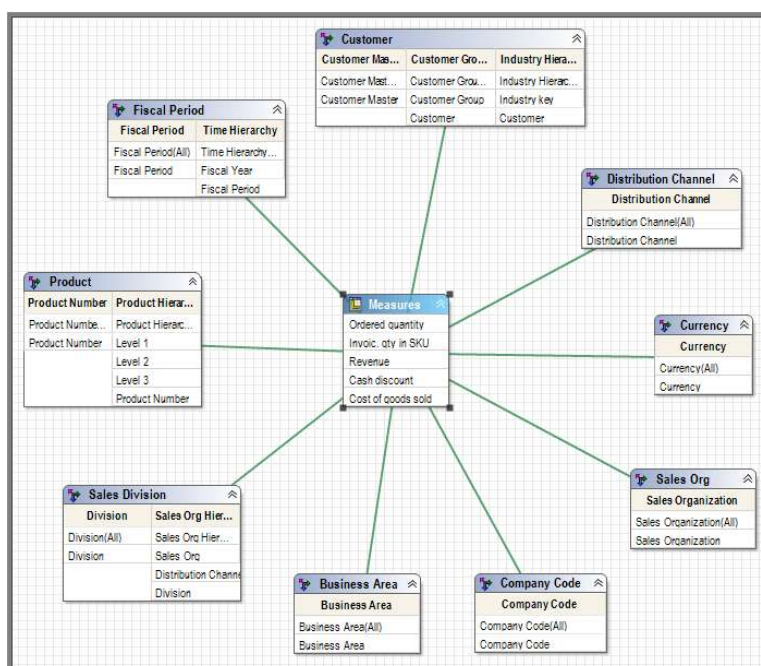 Customer
Customer Mas... Customer Gro... Industry Hiera...
Customer Mast... Customer Grou... Industry Hierarc...
Customer Master Customer Group Industry key
Customer Customer
Fiscal Period
Fiscal Period Time Hierarchy
Fiscal Period(All) Time Hierarchy...
Fiscal Period Fiscal Year
Fiscal Period
Distribution Channel
Distribution Channel
Distribution Channel(All)
Distribution Channel
Product
Product Number Product Hierar...
Product Numbe... Product Hierarc...
Product Number Level 1
Level 2
Level 3
Product Number
Measures
Ordered quantity
Invoic. qty in SKU
Revenue
Cash discount
Cost of goods sold
Currency
Currency
Currency(All)
Currency
Sales Division
Division Sales Org Hier...
Division(All) Sales Org Hier...
Division Sales Org
Distribution Channe
Division
Sales Org
Sales Organization
Sales Organization(All)
Sales Organization
Business Area
Business Area
Business Area(All)
Business Area
Company Code
Company Code
Company Code(All)
Company Code